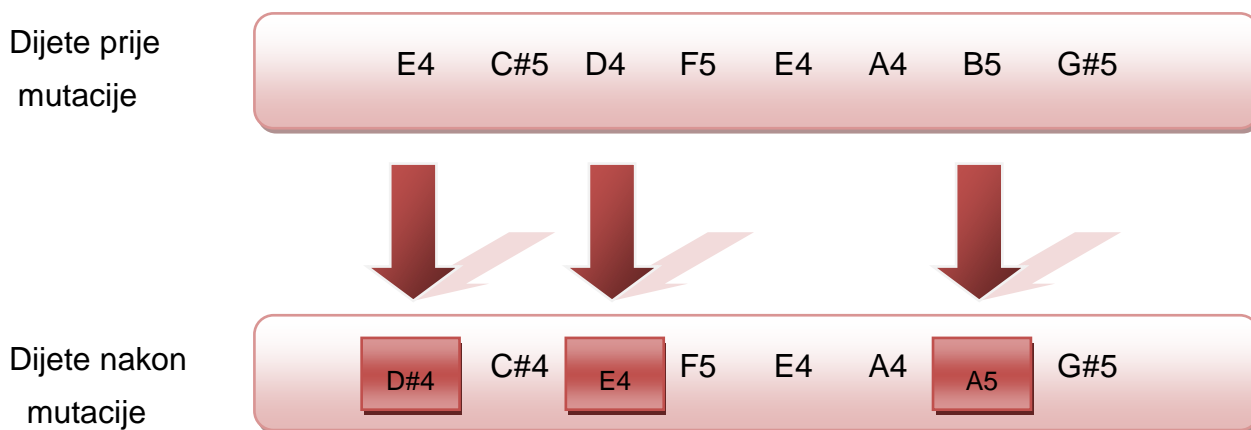 Dijete prije
mutacije
E4 C#5 D4 F5 E4 A4 B5 G#5
Dijete nakon
mutacije
D#4 C#4 E4 F5 E4 A4 A5 G#5